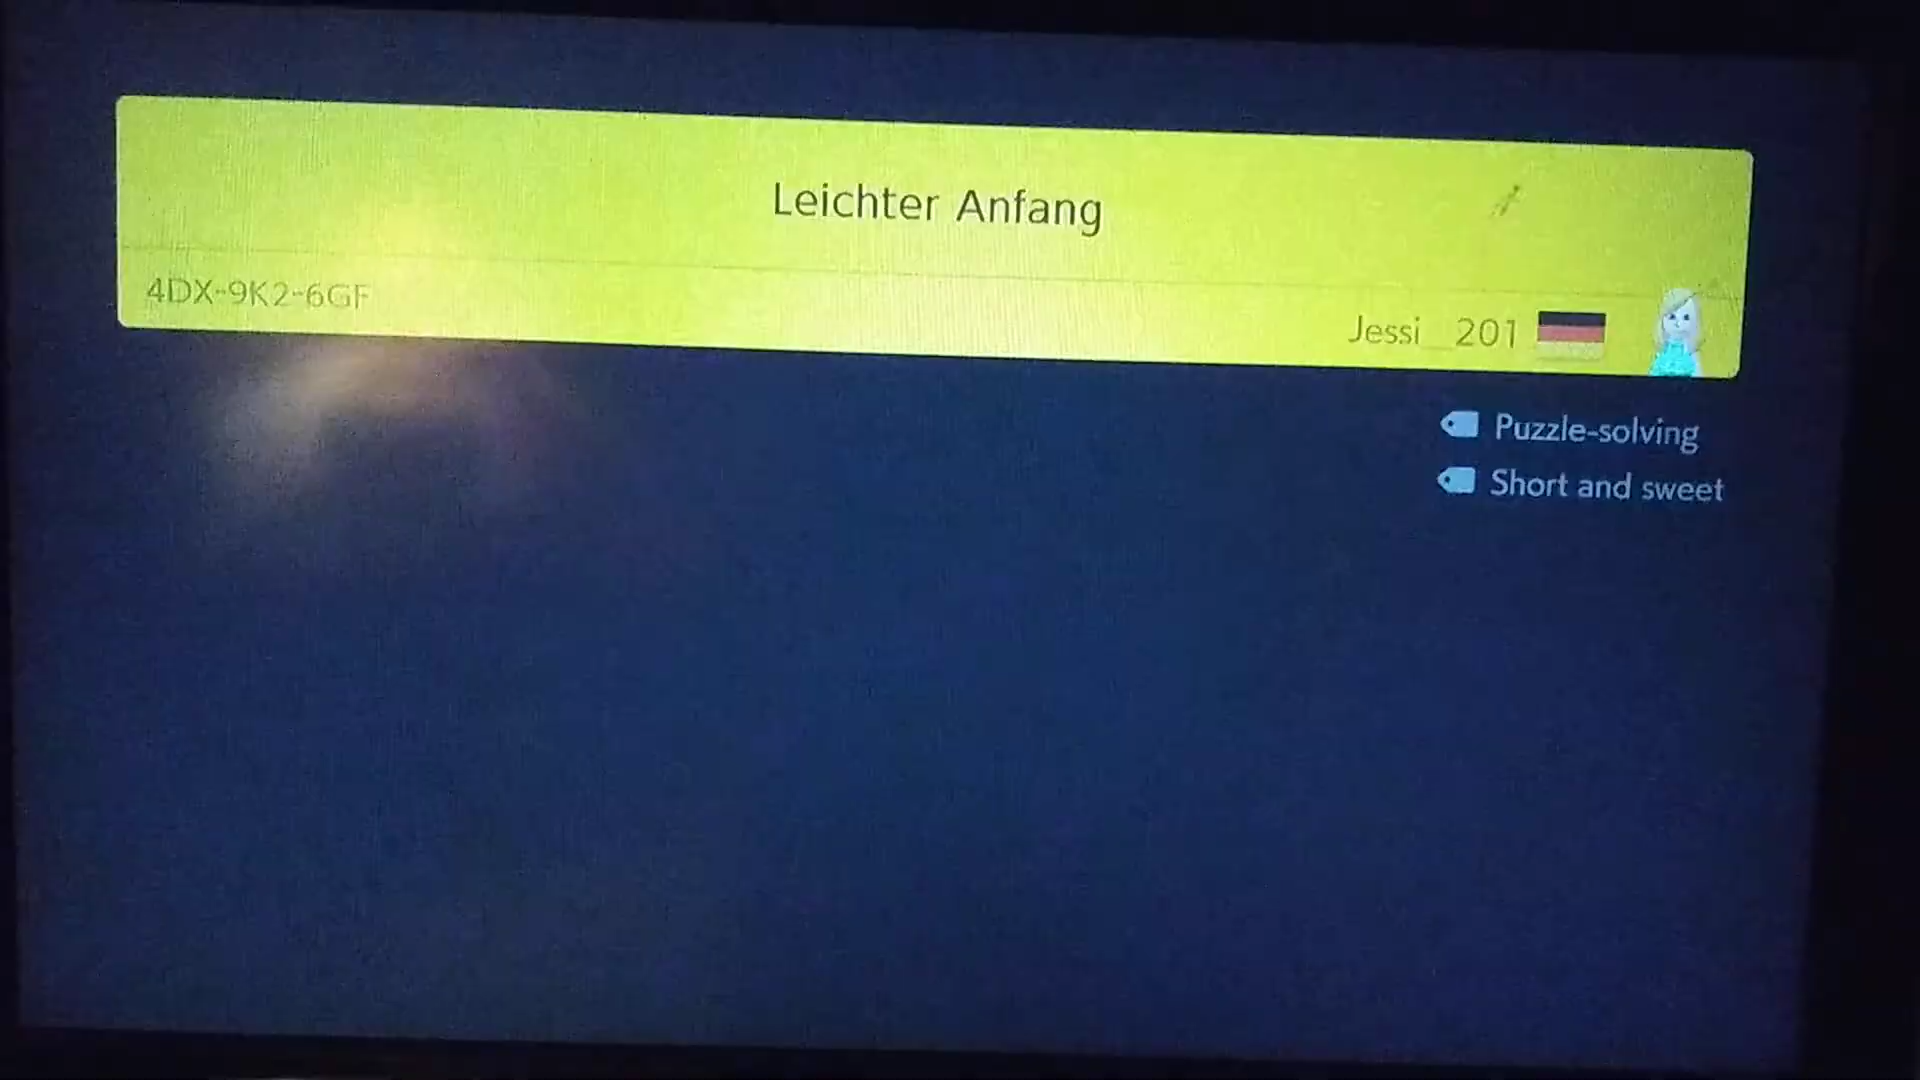 Leichter Anfang
4DX-9K2-6GF
Jessi_201
Puzzle-solving
Short and sweet